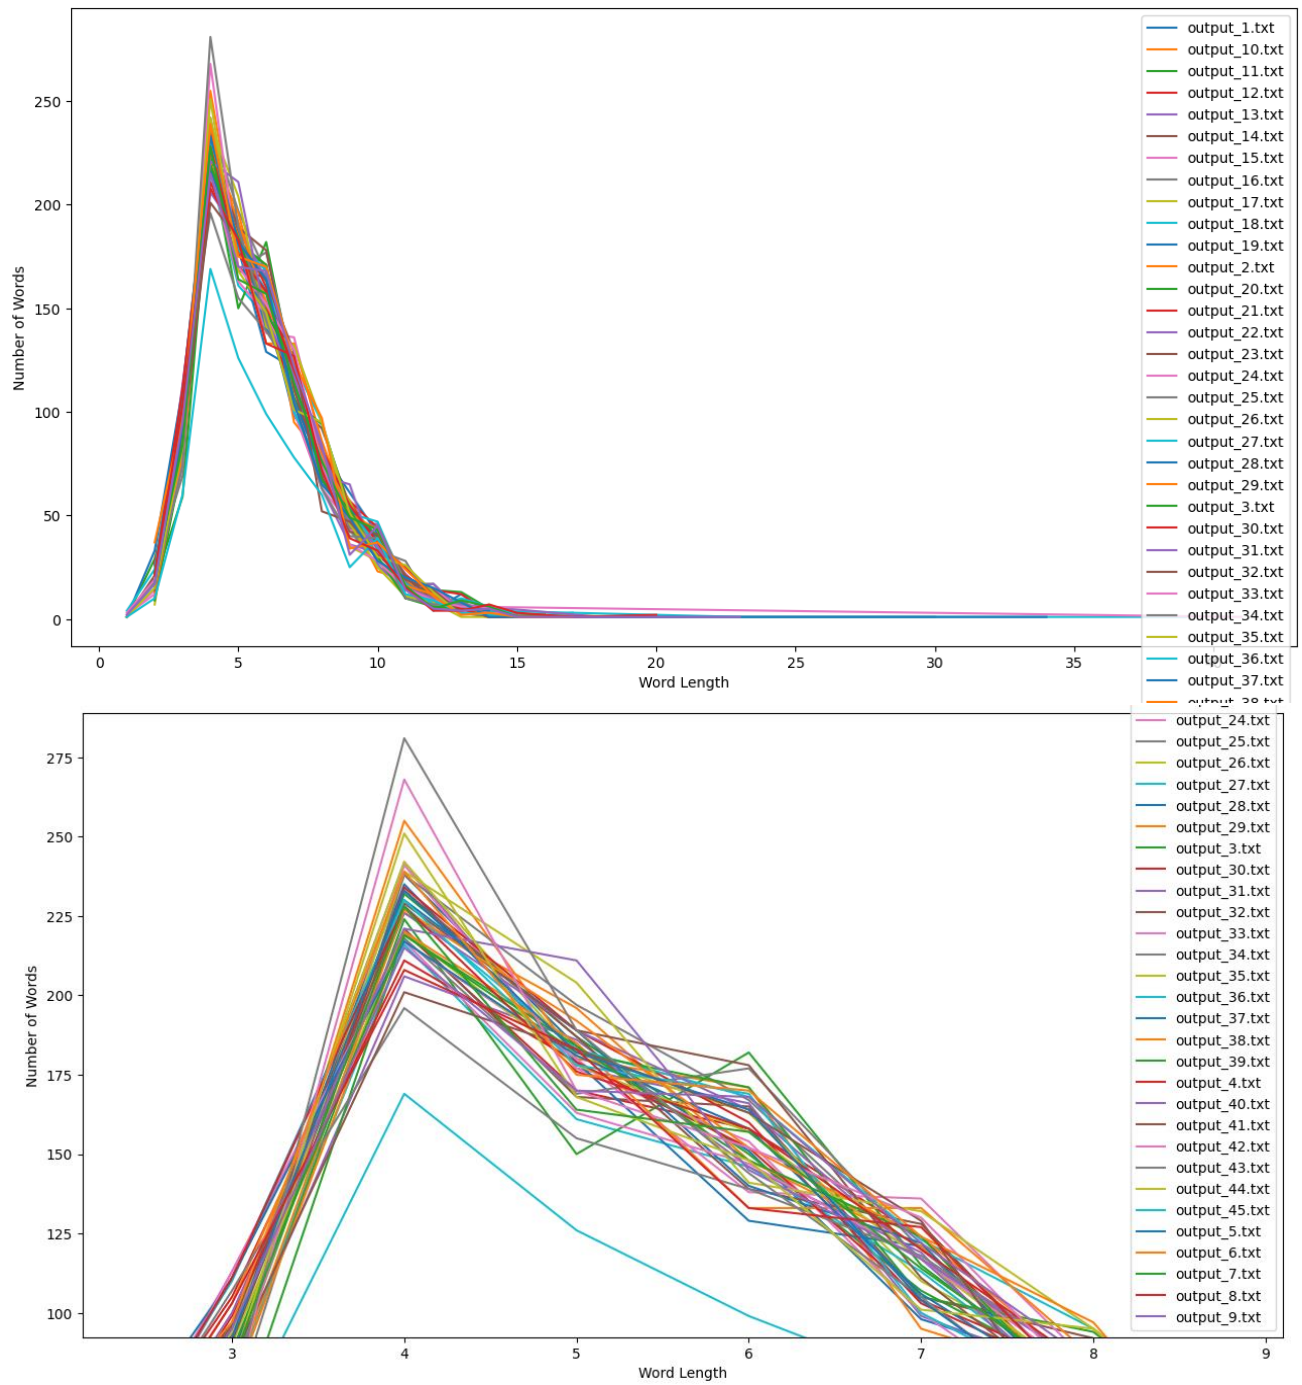 250
200
150
100
50
0
Number of Words
0 5 10 15 20 25 30 35
Word Length
output_1.txt
output_10.txt
output_11.txt
output_12.txt
output_13.txt
output_14.txt
output_15.txt
output_16.txt
output_17.txt
output_18.txt
output_19.txt
output_2.txt
output_20.txt
output_21.txt
output_22.txt
output_23.txt
output_24.txt
output_25.txt
output_26.txt
output_27.txt
output_28.txt
output_29.txt
output_3.txt
output_30.txt
output_31.txt
output_32.txt
output_33.txt
output_34.txt
output_35.txt
output_36.txt
output_37.txt
output_38.txt
275
250
225
200
175
150
125
100
Number of Words
3 4 5 6 7 8 9
Word Length
output_24.txt
output_25.txt
output_26.txt
output_27.txt
output_28.txt
output_29.txt
output_3.txt
output_30.txt
output_31.txt
output_32.txt
output_33.txt
output_34.txt
output_35.txt
output_36.txt
output_37.txt
output_38.txt
output_39.txt
output_4.txt
output_40.txt
output_41.txt
output_42.txt
output_43.txt
output_44.txt
output_45.txt
output_5.txt
output_6.txt
output_7.txt
output_8.txt
output_9.txt